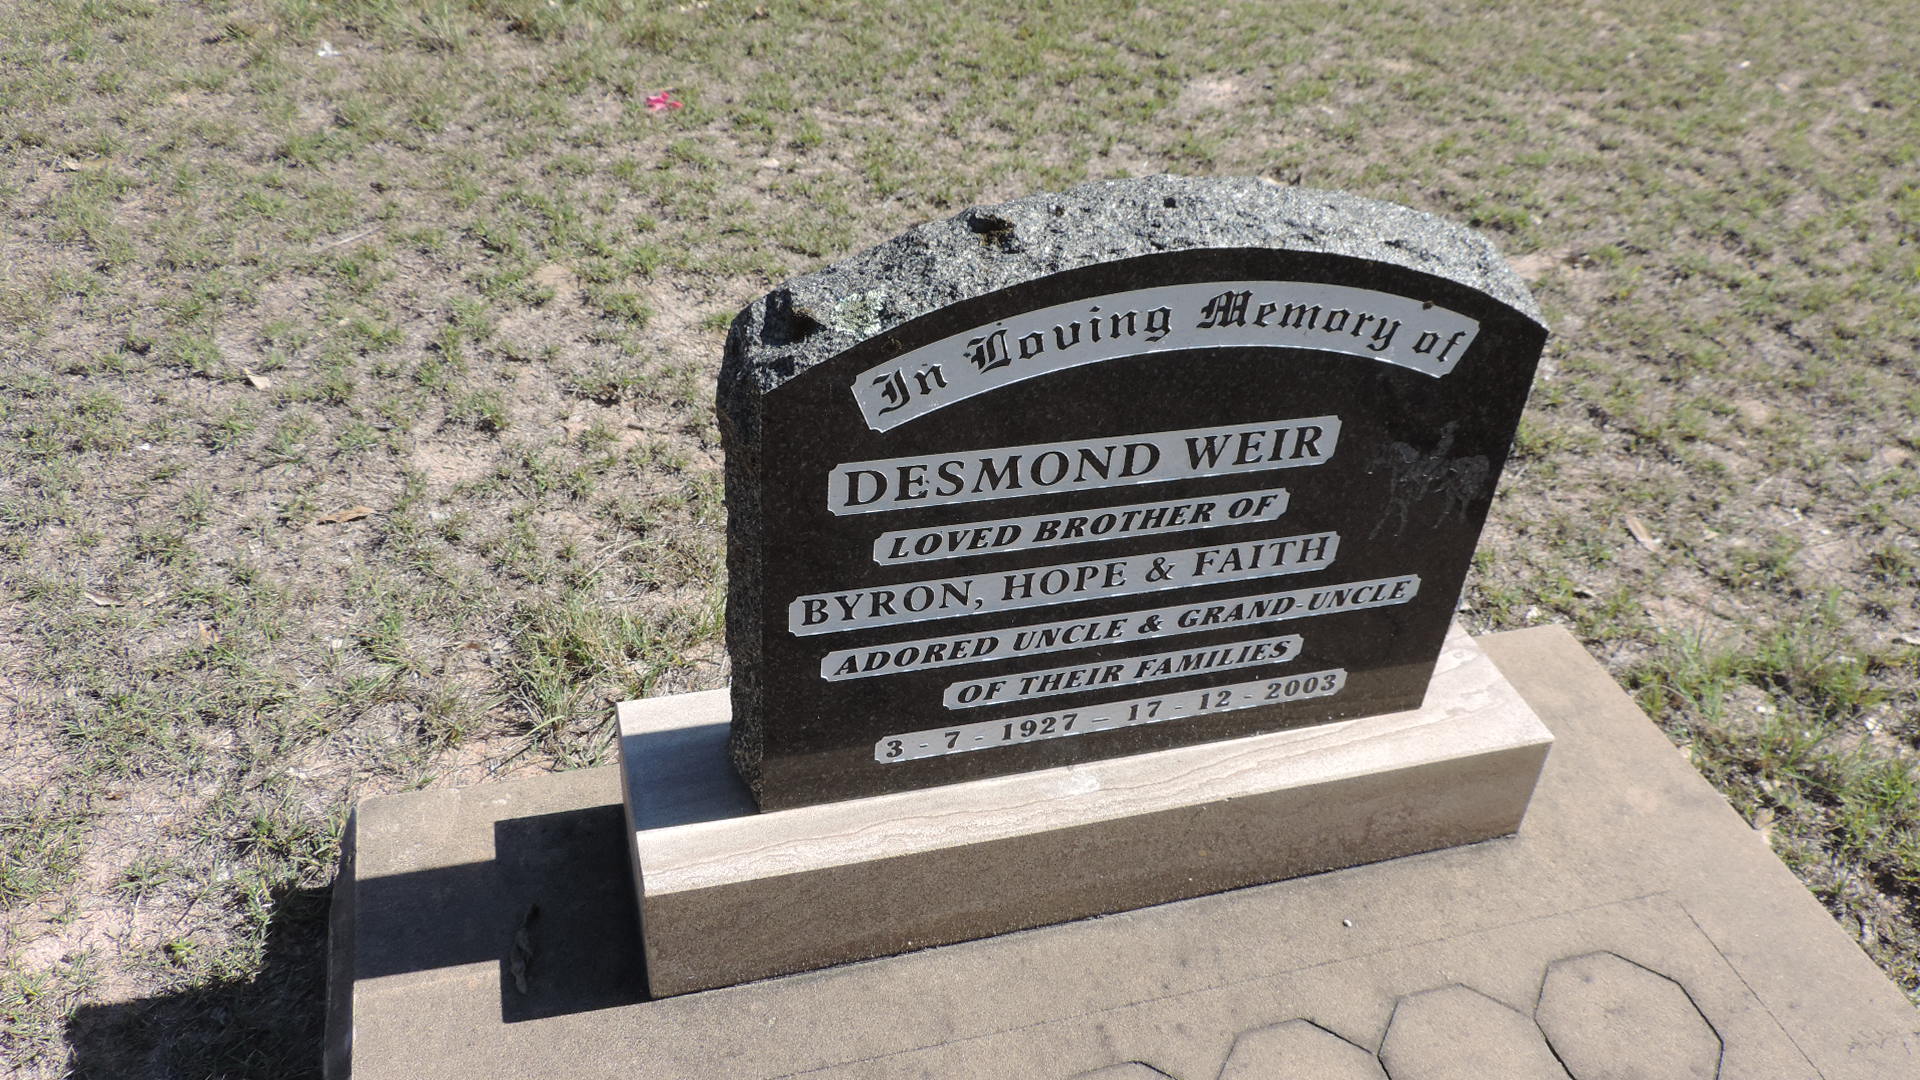 In Loving Memory of
DESMOND WEIR
LOVED BROTHER OF
BYRON, HOPE & FAITH
ADORED UNCLE & GRAND-UNCLE
OF THEIR FAMILIES
3 - 7 - 1927 – 17 - 12 - 2003